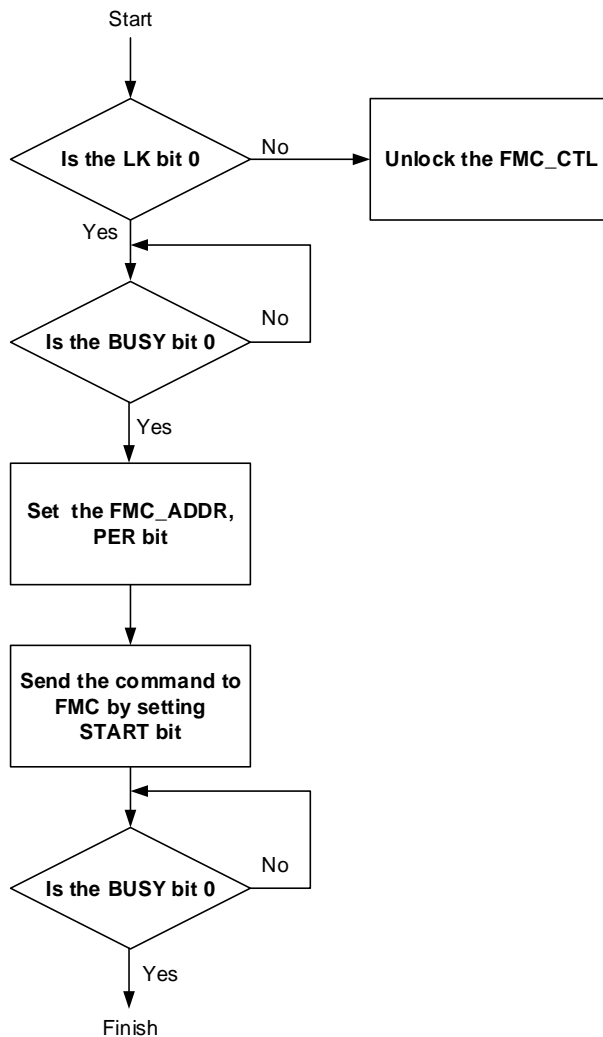 Start
Is the LK bit 0
No
Unlock the FMC_CTL
Yes
Is the BUSY bit 0
No
Yes
Set the FMC_ADDR,
PER bit
Send the command to
FMC by setting
START bit
Is the BUSY bit 0
No
Yes
Finish